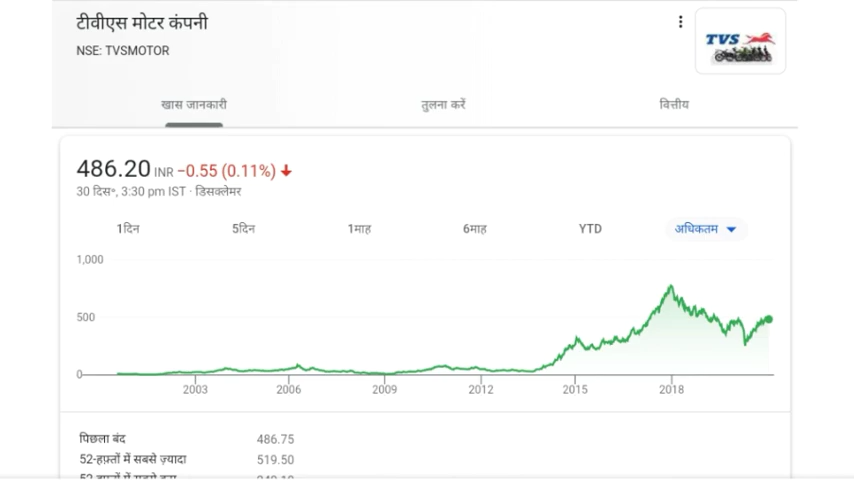 टीवीएस मोटर कंपनी
NSE: TVSMOTOR
TVS
खास जानकारी
तुलना करें
वित्तीय
486.20 INR −0.55 (0.11%)
30 दिस॰, 3:30 pm IST · डिसक्लेमर
1दिन
5दिन
1माह
6माह
YTD
अधिकतम
1,000
500
0
2003
2006
2009
2012
2015
2018
पिछला बंद 486.75
52-हफ़्तों में सबसे ज़्यादा 519.50